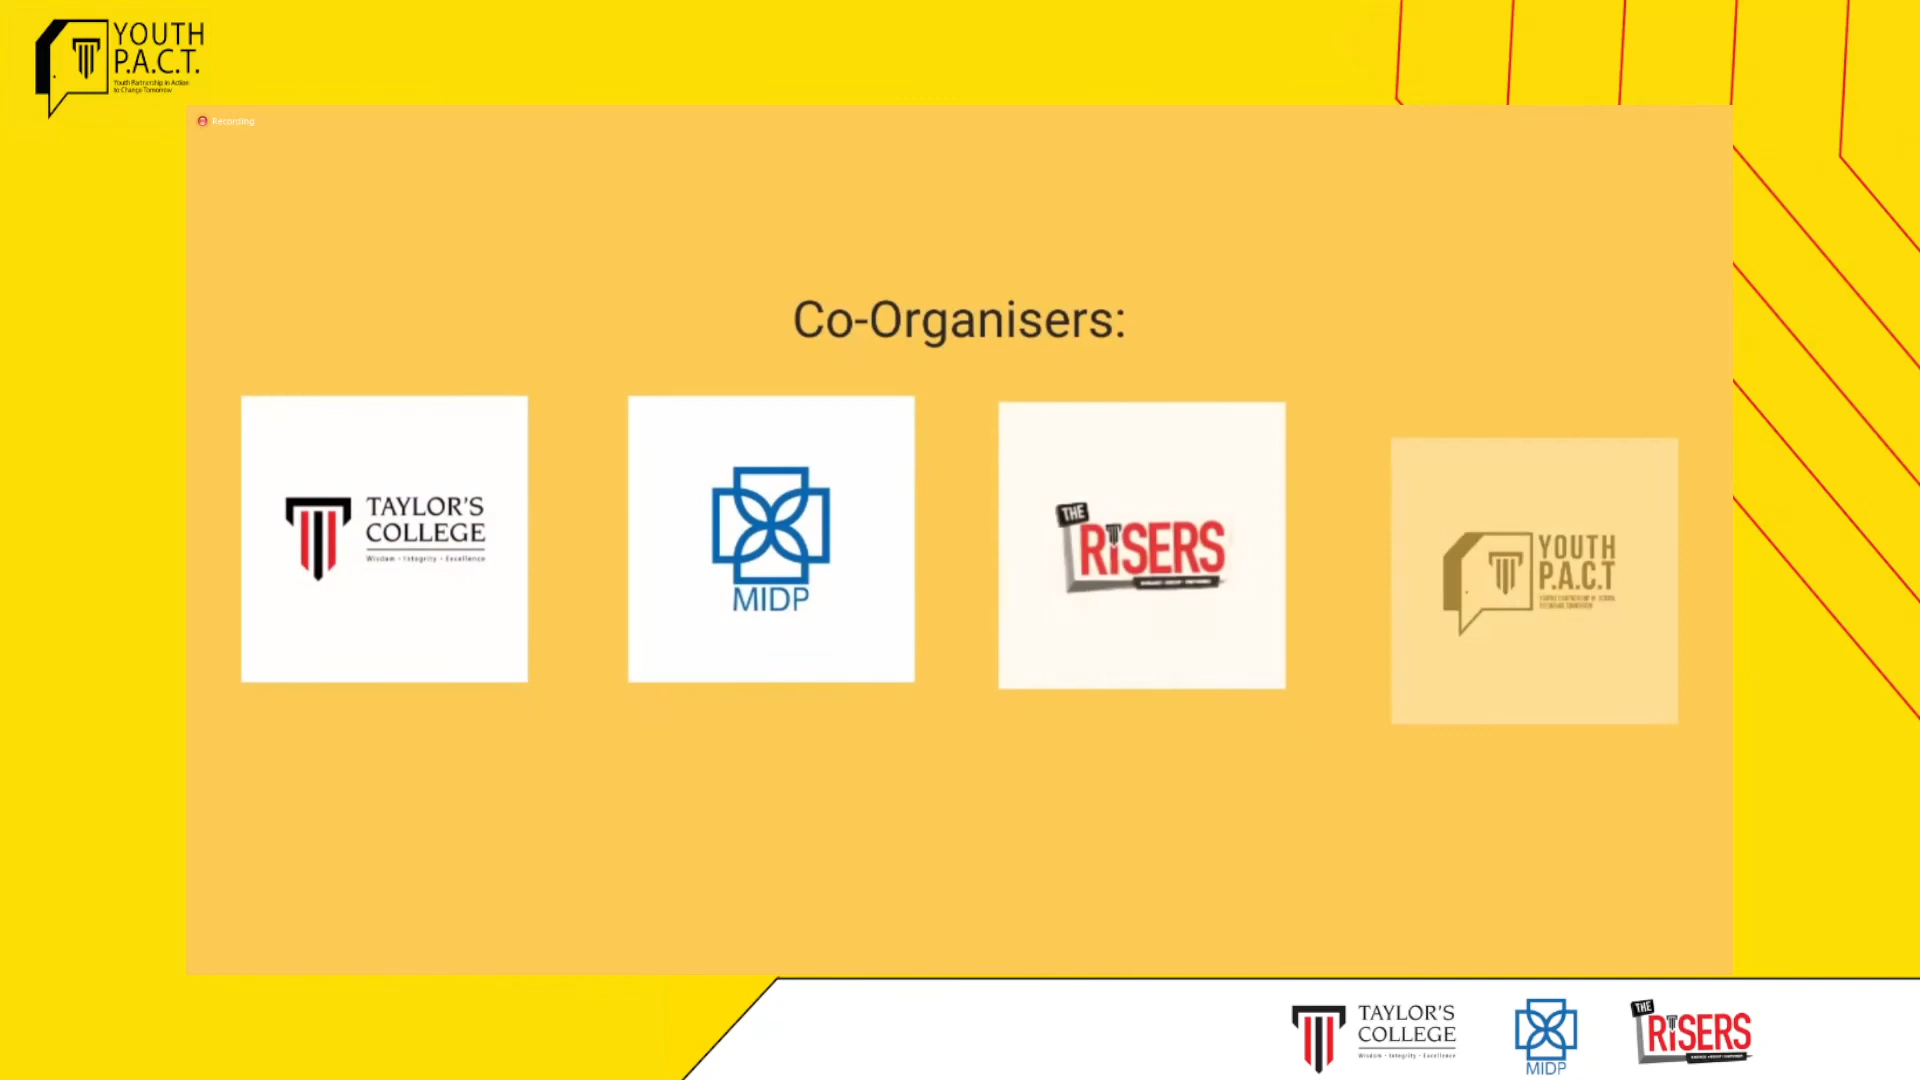 YOUTH
P.A.C.T.
Youth Partnership in Action
to Change Tomorrow
Recording
Co-Organisers:
TAYLOR'S
COLLEGE
Wisdom • Integrity • Excellence
MIDP
THE
RISERS
YOUTH
P.A.C.T
TAYLOR'S
COLLEGE
Wisdom • Integrity • Excellence
MIDP
THE
RISERS